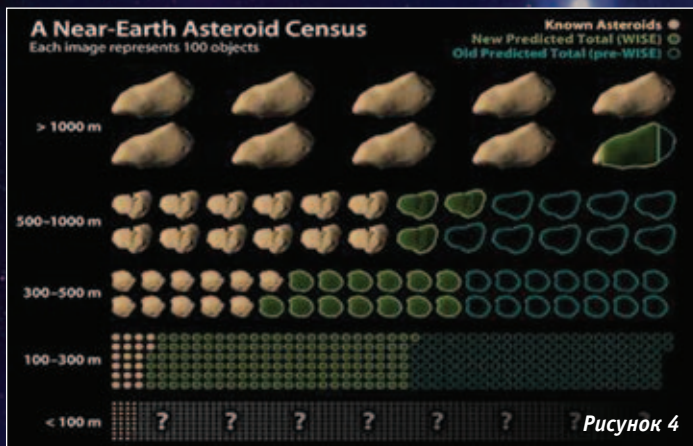 A Near-Earth Asteroid Census
Each image represents 100 objects
Known Asteroids
New Predicted Total (WISE)
Old Predicted Total (pre-WISE)
> 1000 m
500–1000 m
300–500 m
100–300 m
< 100 m
? ? ? ? ? ? ? ?
Рисунок 4